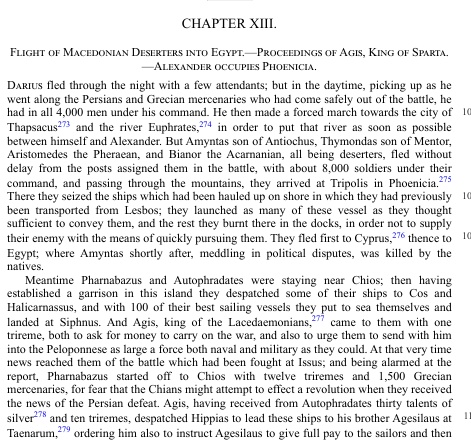 CHAPTER XIII.
FLIGHT OF MACEDONIAN DESERTERS INTO EGYPT.—PROCEEDINGS OF AGIS, KING OF SPARTA.
—ALEXANDER OCCUPIES PHOENICIA.
DARIUS fled through the night with a few attendants; but in the daytime, picking up as he
went along the Persians and Grecian mercenaries who had come safely out of the battle, he
had in all 4,000 men under his command. He then made a forced march towards the city of
Thapsacus273 and the river Euphrates,274 in order to put that river as soon as possible
between himself and Alexander. But Amyntas son of Antiochus, Thymondas son of Mentor,
Aristomedes the Pheraean, and Bianor the Acarnanian, all being deserters, fled without
delay from the posts assigned them in the battle, with about 8,000 soldiers under their
command, and passing through the mountains, they arrived at Tripolis in Phoenicia.275
There they seized the ships which had been hauled up on shore in which they had previously
been transported from Lesbos; they launched as many of these vessel as they thought
sufficient to convey them, and the rest they burnt there in the docks, in order not to supply
their enemy with the means of quickly pursuing them. They fled first to Cyprus,276 thence to
Egypt; where Amyntas shortly after, meddling in political disputes, was killed by the
natives.
Meantime Pharnabazus and Autophradates were staying near Chios; then having
established a garrison in this island they despatched some of their ships to Cos and
Halicarnassus, and with 100 of their best sailing vessels they put to sea themselves and
landed at Siphnus. And Agis, king of the Lacedaemonians,277 came to them with one
trireme, both to ask for money to carry on the war, and also to urge them to send with him
into the Peloponnese as large a force both naval and military as they could. At that very time
news reached them of the battle which had been fought at Issus; and being alarmed at the
report, Pharnabazus started off to Chios with twelve triremes and 1,500 Grecian
mercenaries, for fear that the Chians might attempt to effect a revolution when they received
the news of the Persian defeat. Agis, having received from Autophradates thirty talents of
silver278 and ten triremes, despatched Hippias to lead these ships to his brother Agesilaus at
Taenarum,279 ordering him also to instruct Agesilaus to give full pay to the sailors and then